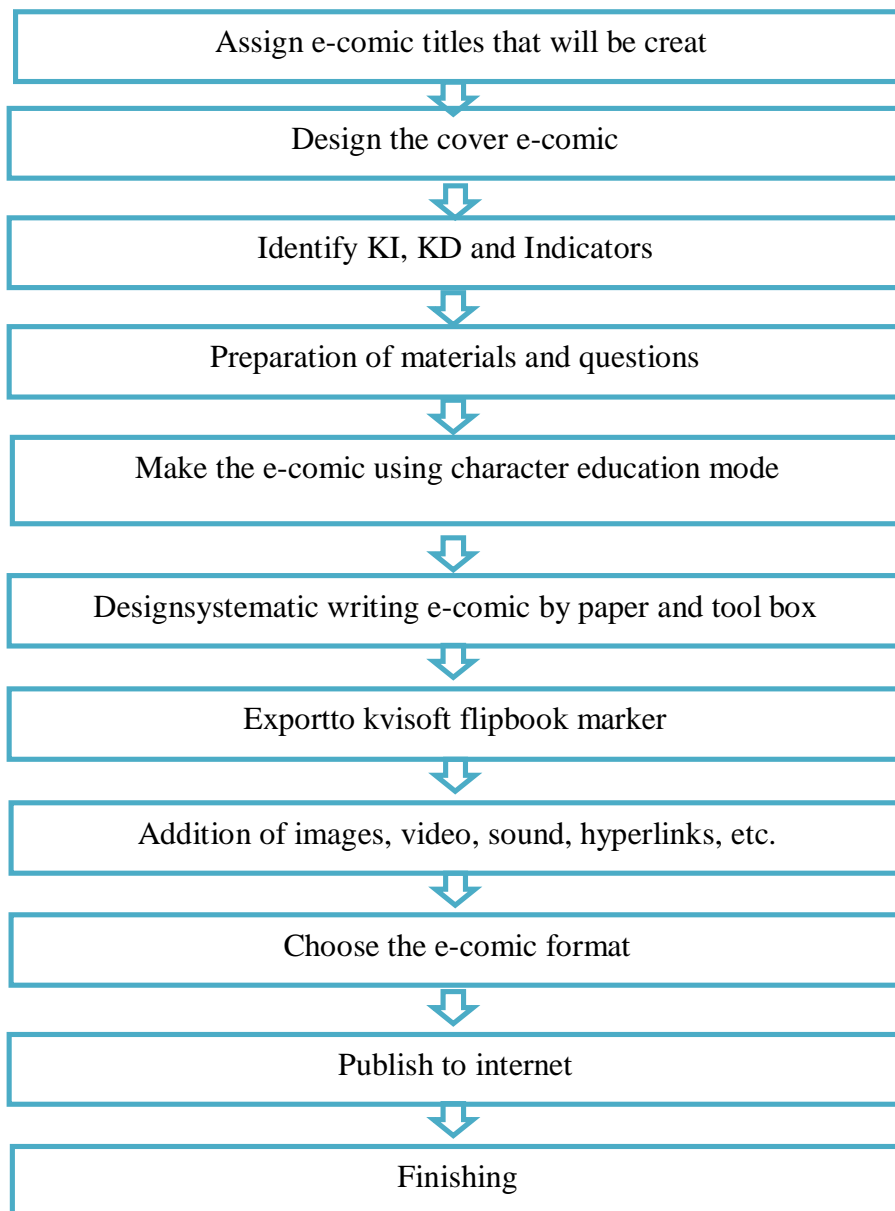 Assign e-comic titles that will be creat
Design the cover e-comic
Identify KI, KD and Indicators
Preparation of materials and questions
Make the e-comic using character education mode
Designsystematic writing e-comic by paper and tool box
Exportto kvisoft flipbook marker
Addition of images, video, sound, hyperlinks, etc.
Choose the e-comic format
Publish to internet
Finishing